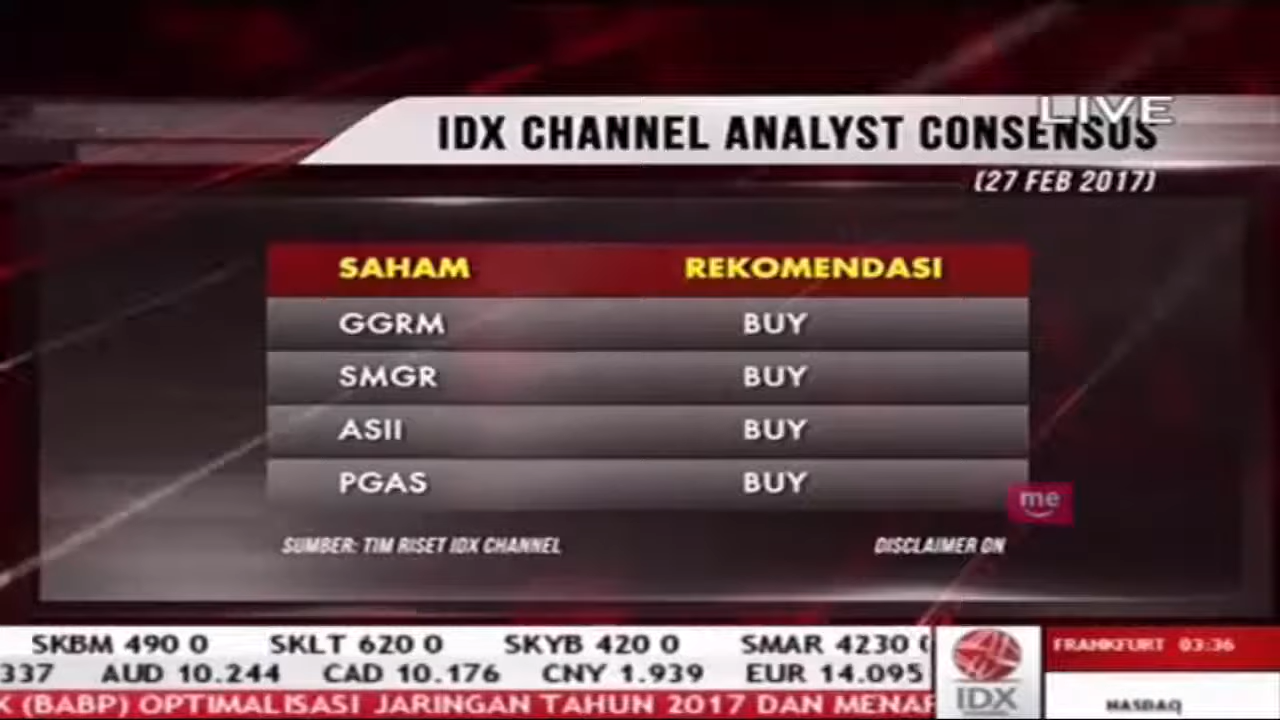 LIVE
IDX CHANNEL ANALYST CONSENSUS
(27 FEB 2017)
SAHAM REKOMENDASI
GGRM BUY
SMGR BUY
ASII BUY
PGAS BUY
me
SUMBER: TIM RISET IDX CHANNEL DISCLAIMER ON
SKBM 490 0 SKLT 620 0 SKYB 420 0 SMAR 4230
FRANKFURT 03:36
337 AUD 10.244 CAD 10.176 CNY 1.939 EUR 14.095
IDX
NASDAQ
K (BABP) OPTIMALISASI JARINGAN TAHUN 2017 DAN